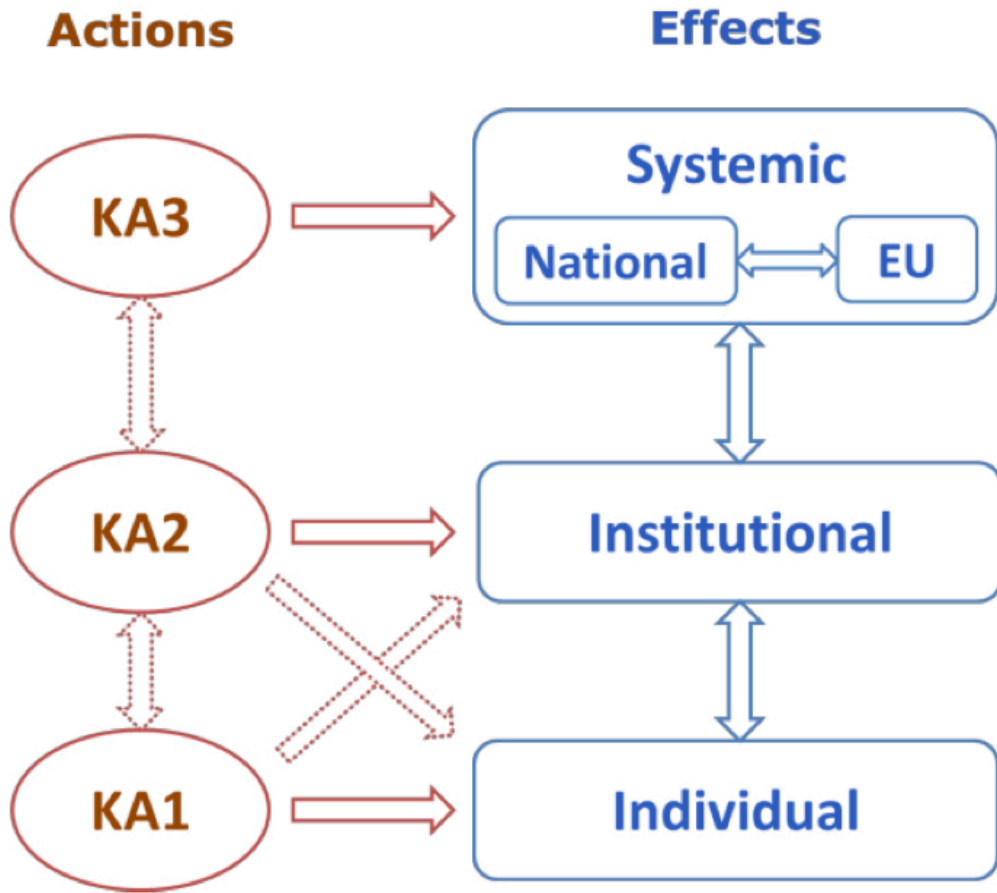 Actions
Effects
KA3
Systemic
National
EU
KA2
Institutional
KA1
Individual